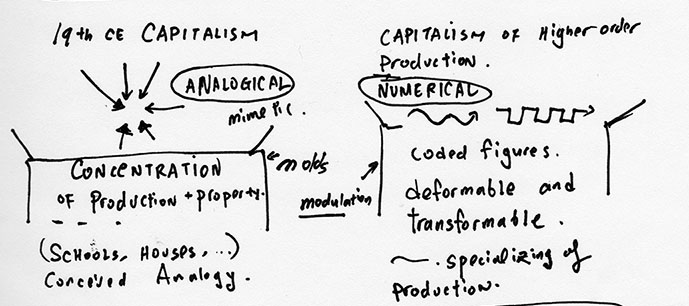 19th CE CAPITALISM
ANALOGICAL
mimetic.
CONCENTRATION
of Production + property.
molds
(SCHOOLS, HOUSES, ...)
Conceived Analogy.
CAPITALISM of Higher order
Production.
NUMERICAL
modulation
coded figures.
deformable and
transformable.
. specializing of
production.